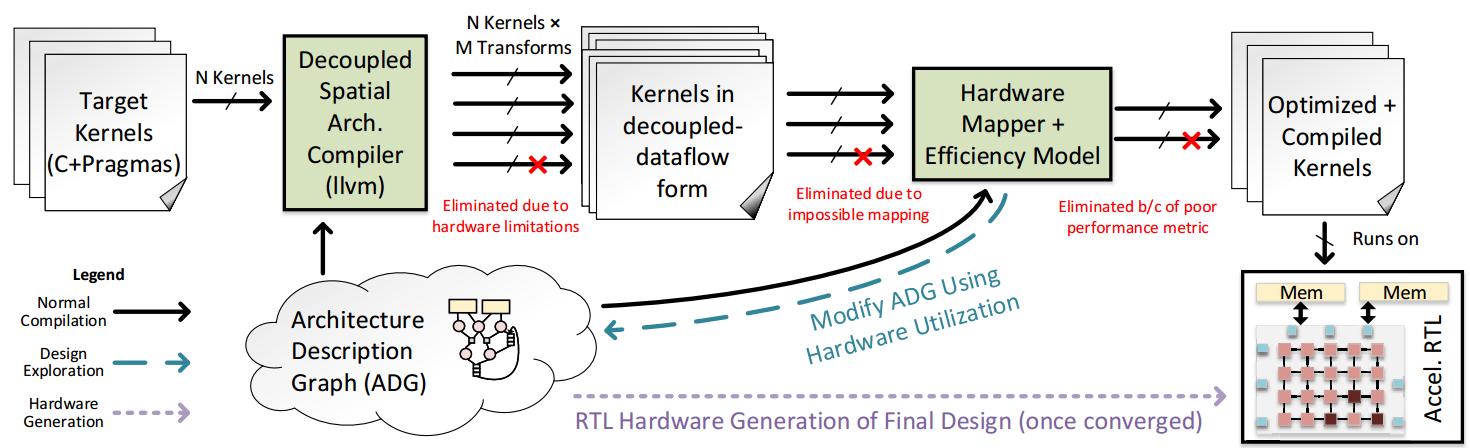 Target
Kernels
(C+Pragmas)
N Kernels
Decoupled
Spatial
Arch.
Compiler
(llvm)
N Kernels ×
M Transforms
Eliminated due to
hardware limitations
Kernels in
decoupled-
dataflow
form
Eliminated due to
impossible mapping
Hardware
Mapper +
Efficiency Model
Eliminated b/c of poor
performance metric
Optimized +
Compiled
Kernels
Runs on
Legend
Normal
Compilation
Design
Exploration
Hardware
Generation
Architecture
Description
Graph (ADG)
Modify ADG Using
Hardware Utilization
RTL Hardware Generation of Final Design (once converged)
Mem
Mem
Accel. RTL